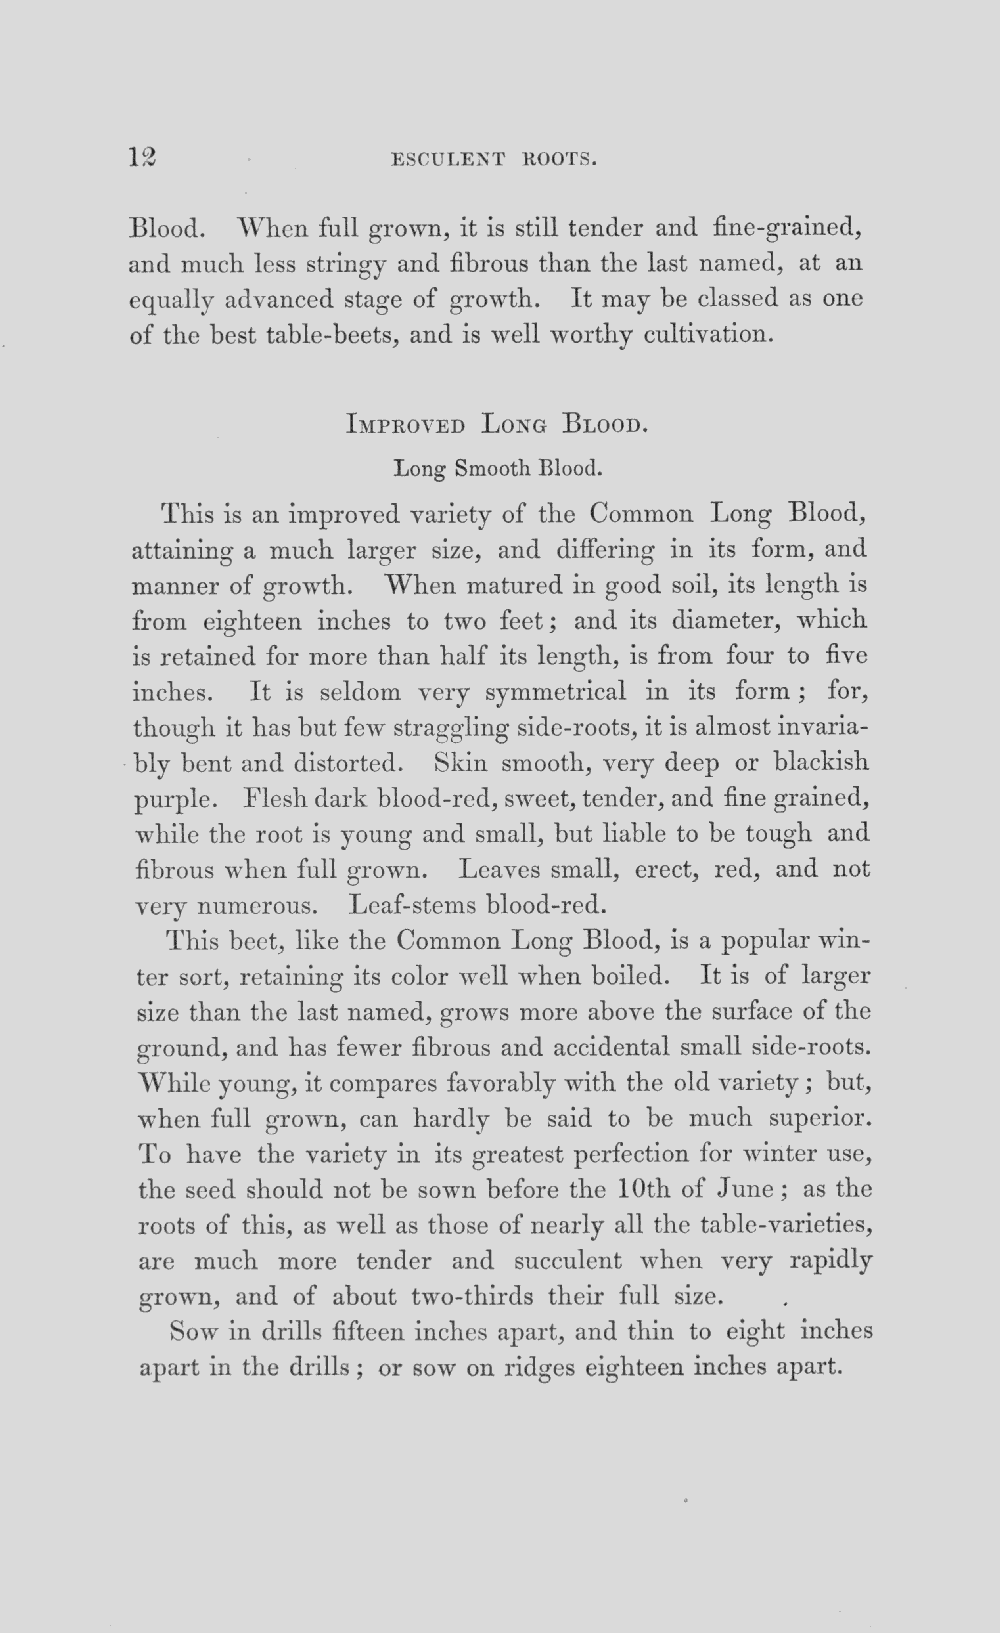 12 ESCULENT ROOTS.
Blood. When full grown, it is still tender and fine-grained,
and much less stringy and fibrous than the last named, at an
equally advanced stage of growth. It may be classed as one
of the best table-beets, and is well worthy cultivation.
IMPROVED LONG BLOOD.
Long Smooth Blood.
This is an improved variety of the Common Long Blood,
attaining a much larger size, and differing in its form, and
manner of growth. When matured in good soil, its length is
from eighteen inches to two feet; and its diameter, which
is retained for more than half its length, is from four to five
inches. It is seldom very symmetrical in its form; for,
though it has but few straggling side-roots, it is almost invaria-
bly bent and distorted. Skin smooth, very deep or blackish
purple. Flesh dark blood-red, sweet, tender, and fine grained,
while the root is young and small, but liable to be tough and
fibrous when full grown. Leaves small, erect, red, and not
very numerous. Leaf-stems blood-red.
This beet, like the Common Long Blood, is a popular win-
ter sort, retaining its color well when boiled. It is of larger
size than the last named, grows more above the surface of the
ground, and has fewer fibrous and accidental small side-roots.
While young, it compares favorably with the old variety; but,
when full grown, can hardly be said to be much superior.
To have the variety in its greatest perfection for winter use,
the seed should not be sown before the 10th of June; as the
roots of this, as well as those of nearly all the table-varieties,
are much more tender and succulent when very rapidly
grown, and of about two-thirds their full size.
Sow in drills fifteen inches apart, and thin to eight inches
apart in the drills; or sow on ridges eighteen inches apart.